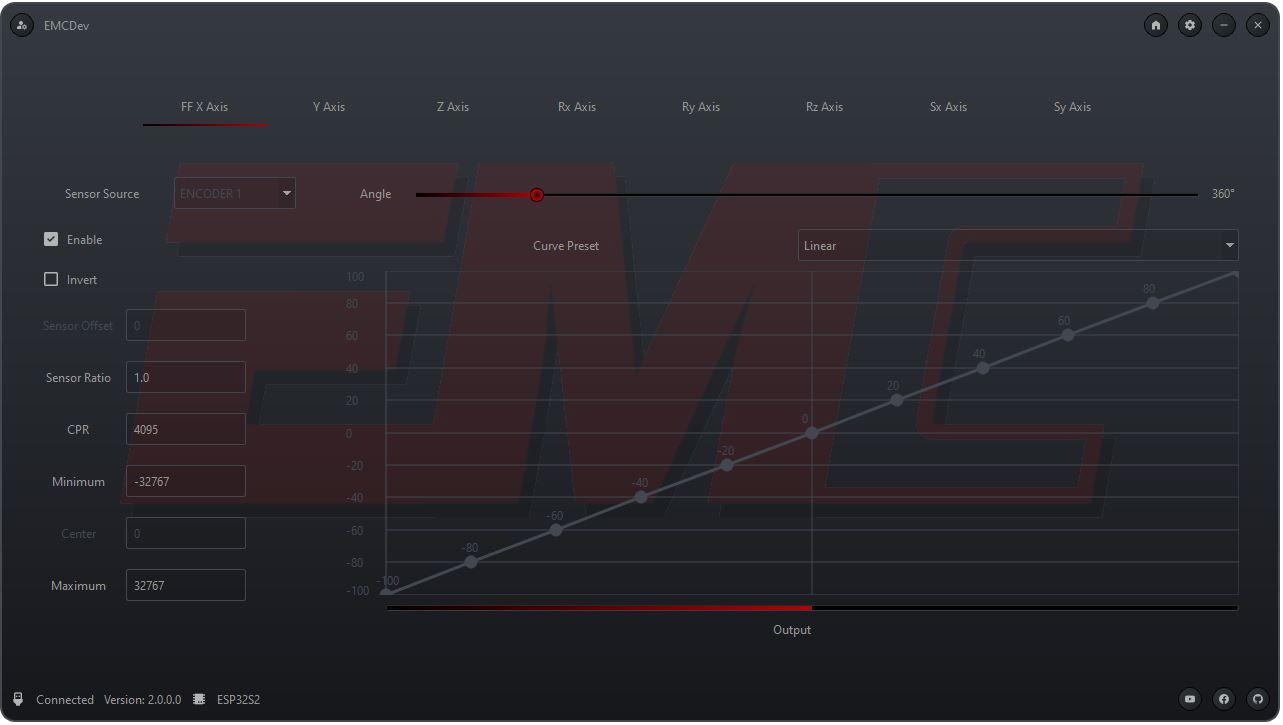 EMCDev
FF X Axis Y Axis Z Axis Rx Axis Ry Axis Rz Axis Sx Axis Sy Axis
Sensor Source ENCODER 1 Angle 360°
Enable
Curve Preset Linear
Invert
Sensor Offset 0
Sensor Ratio 1.0
CPR 4095
Minimum -32767
Center 0
Maximum 32767
EMC
100
80
60
40
20
0
-20
-40
-60
-80
-100
-100
-80
-60
-40
-20
0
20
40
60
80
Output
Connected Version: 2.0.0.0 ESP32S2